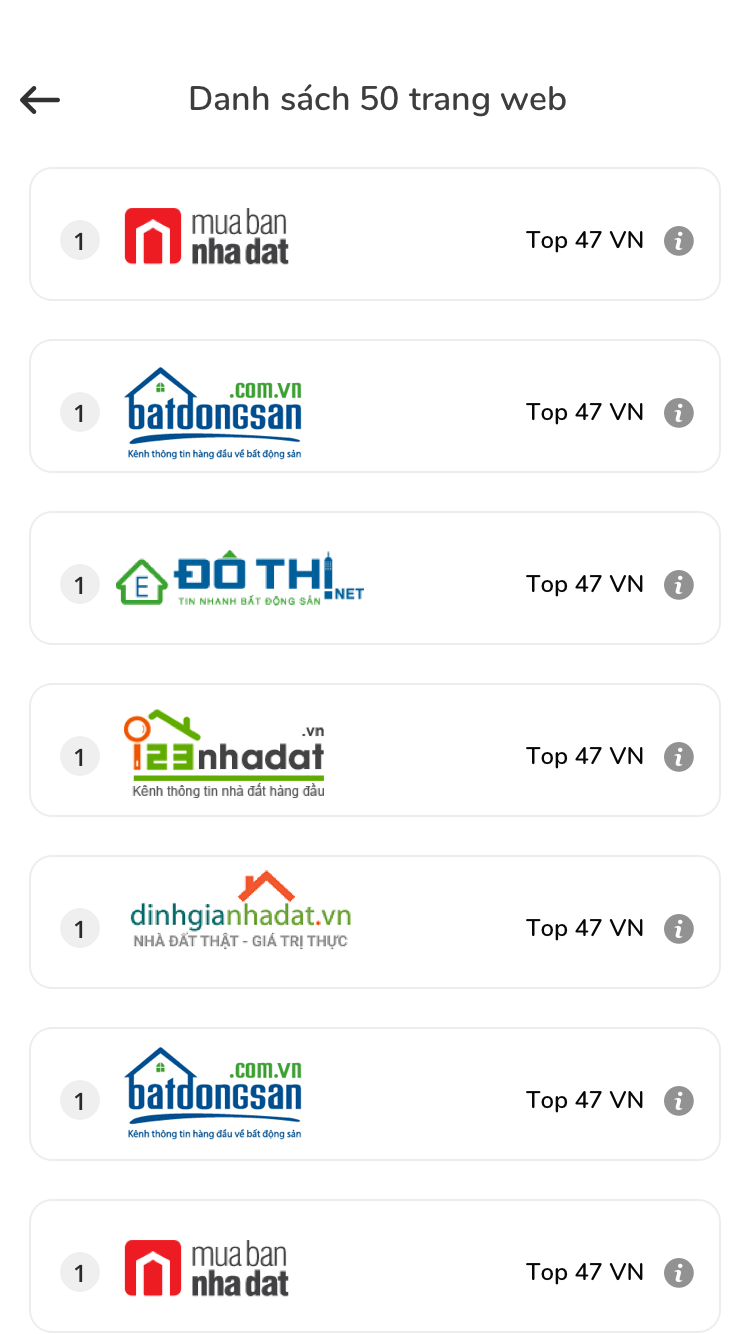 Danh sách 50 trang web
1
mua ban
nha dat
Top 47 VN
i
1
.com.vn
batdongsan
Kênh thông tin hàng đầu về bất động sản
Top 47 VN
i
1
E
ĐÔ THỊ
.NET
TIN NHANH BẤT ĐỘNG SẢN
Top 47 VN
i
1
.vn
123nhadat
Kênh thông tin nhà đất hàng đầu
Top 47 VN
i
1
dinhgianhadat.vn
NHÀ ĐẤT THẬT - GIÁ TRỊ THỰC
Top 47 VN
i
1
.com.vn
batdongsan
Kênh thông tin hàng đầu về bất động sản
Top 47 VN
i
1
mua ban
nha dat
Top 47 VN
i